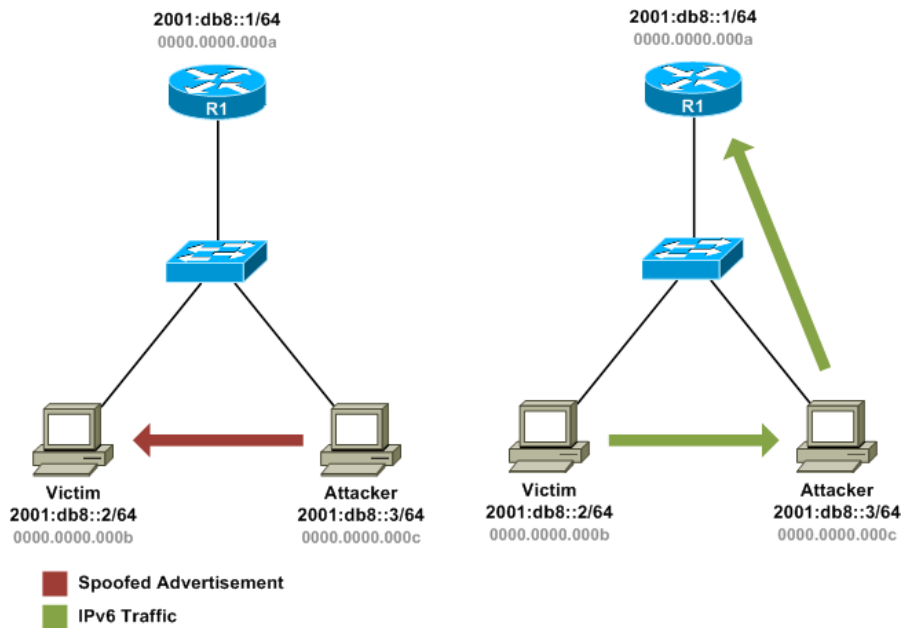 2001:db8::1/64
0000.0000.000a
R1
Victim
2001:db8::2/64
0000.0000.000b
Attacker
2001:db8::3/64
0000.0000.000c
2001:db8::1/64
0000.0000.000a
R1
Victim
2001:db8::2/64
0000.0000.000b
Attacker
2001:db8::3/64
0000.0000.000c
Spoofed Advertisement
IPv6 Traffic